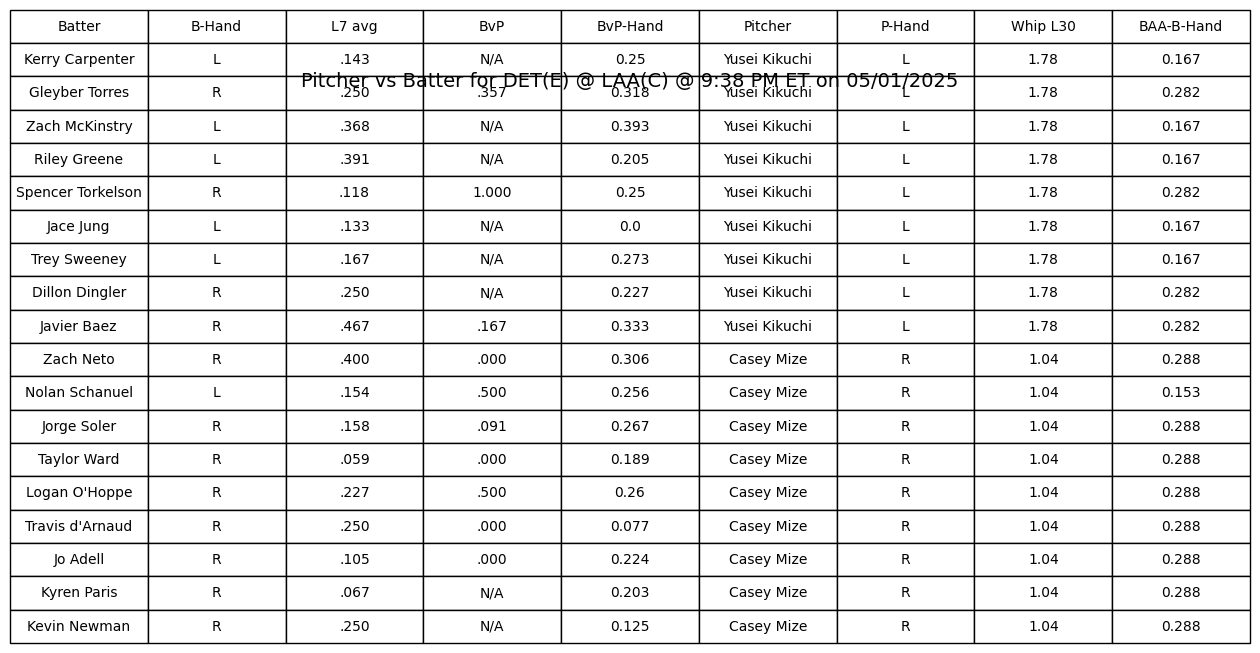 Batter B-Hand L7 avg BvP BvP-Hand Pitcher P-Hand Whip L30 BAA-B-Hand
Kerry Carpenter L .143 N/A 0.25 Yusei Kikuchi L 1.78 0.167
Pitcher vs Batter for DET(E) @ LAA(C) @ 9:38 PM ET on 05/01/2025
Gleyber Torres R .250 .357 0.318 Yusei Kikuchi L 1.78 0.282
Zach McKinstry L .368 N/A 0.393 Yusei Kikuchi L 1.78 0.167
Riley Greene L .391 N/A 0.205 Yusei Kikuchi L 1.78 0.167
Spencer Torkelson R .118 1.000 0.25 Yusei Kikuchi L 1.78 0.282
Jace Jung L .133 N/A 0.0 Yusei Kikuchi L 1.78 0.167
Trey Sweeney L .167 N/A 0.273 Yusei Kikuchi L 1.78 0.167
Dillon Dingler R .250 N/A 0.227 Yusei Kikuchi L 1.78 0.282
Javier Baez R .467 .167 0.333 Yusei Kikuchi L 1.78 0.282
Zach Neto R .400 .000 0.306 Casey Mize R 1.04 0.288
Nolan Schanuel L .154 .500 0.256 Casey Mize R 1.04 0.153
Jorge Soler R .158 .091 0.267 Casey Mize R 1.04 0.288
Taylor Ward R .059 .000 0.189 Casey Mize R 1.04 0.288
Logan O'Hoppe R .227 .500 0.26 Casey Mize R 1.04 0.288
Travis d'Arnaud R .250 .000 0.077 Casey Mize R 1.04 0.288
Jo Adell R .105 .000 0.224 Casey Mize R 1.04 0.288
Kyren Paris R .067 N/A 0.203 Casey Mize R 1.04 0.288
Kevin Newman R .250 N/A 0.125 Casey Mize R 1.04 0.288